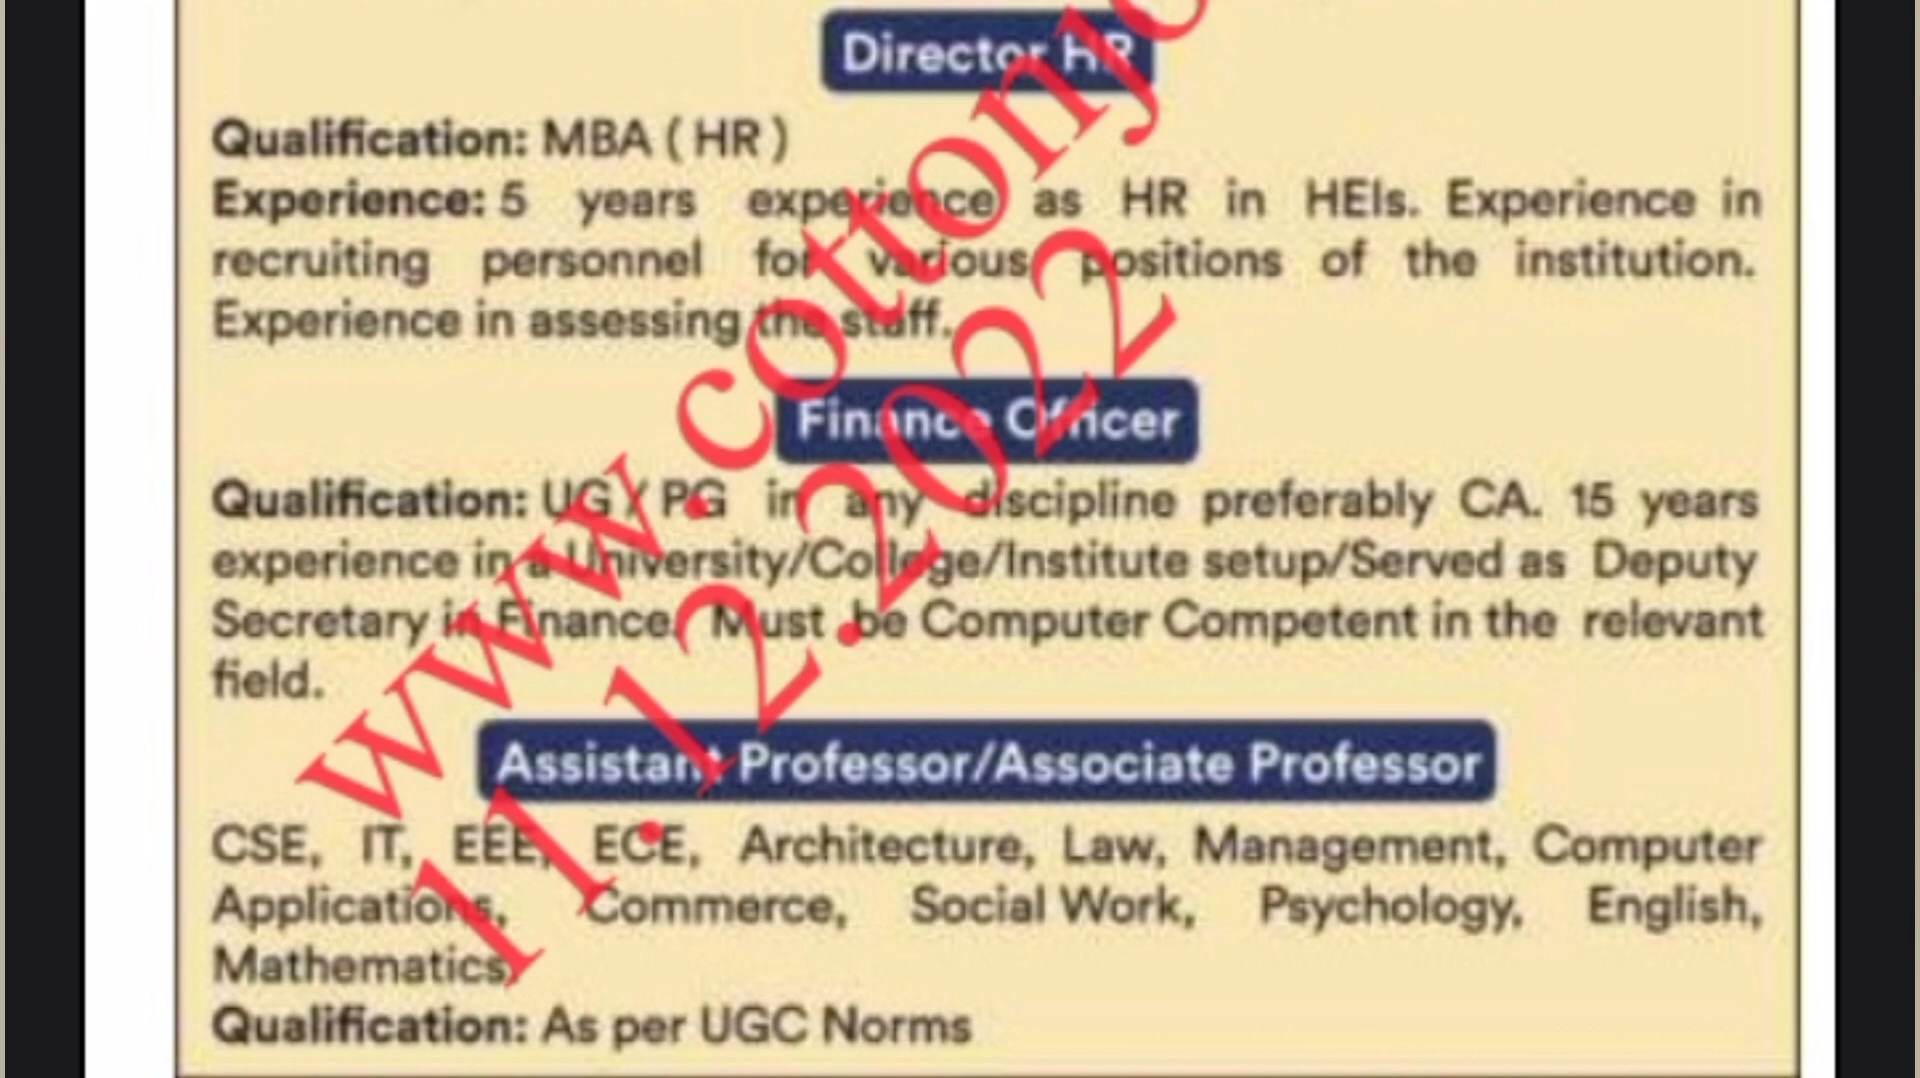 Director HR
Qualification: MBA ( HR )
Experience: 5 years experience as HR in HEIs. Experience in
recruiting personnel for various positions of the institution.
Experience in assessing the staff.
Finance Officer
Qualification: UG / PG in any discipline preferably CA. 15 years
experience in a University/College/Institute setup/Served as Deputy
Secretary in Finance. Must be Computer Competent in the relevant
field.
Assistant Professor/Associate Professor
CSE, IT, EEE, ECE, Architecture, Law, Management, Computer
Applications, Commerce, Social Work, Psychology, English,
Mathematics,
Qualification: As per UGC Norms
www.cottonjo
11.12.2022